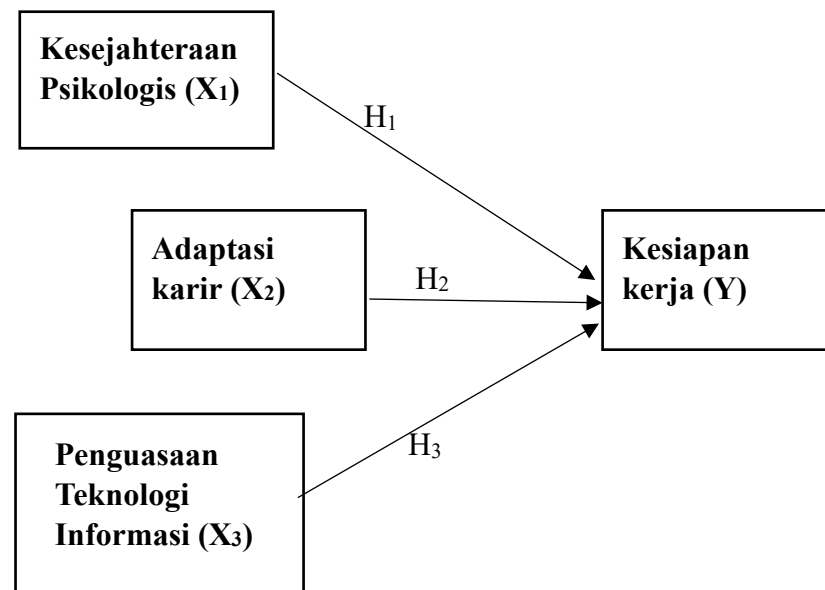 Kesejahteraan
Psikologis (X₁)
H₁
Adaptasi
karir (X₂)
H₂
Kesiapan
kerja (Y)
Penguasaan
Teknologi
Informasi (X₃)
H₃